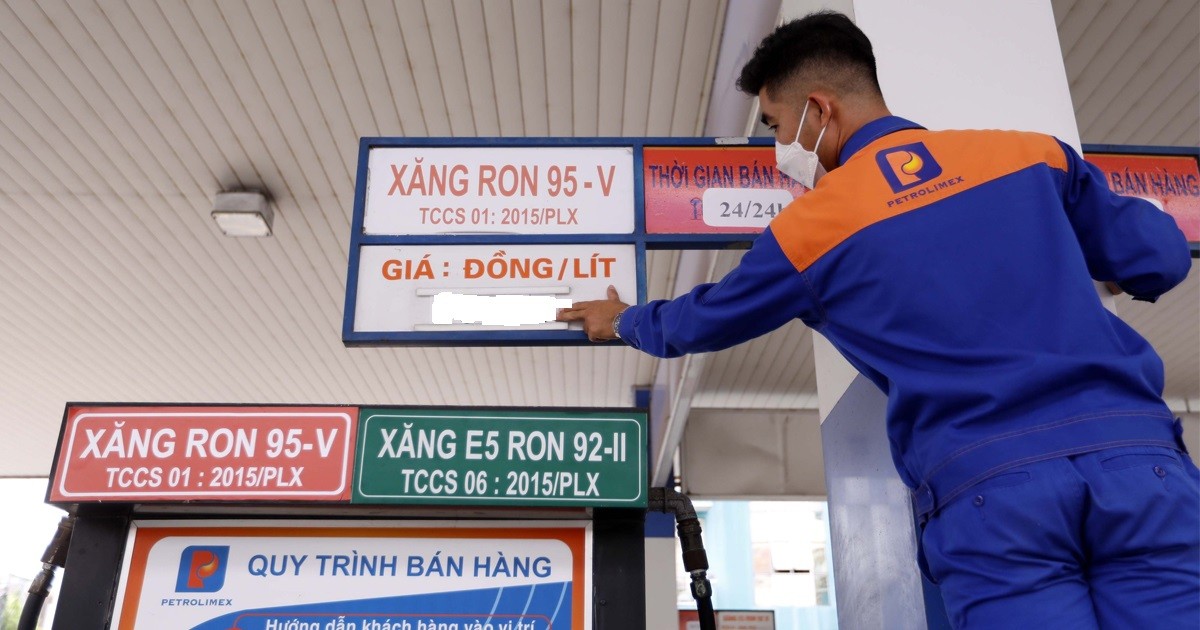 XĂNG RON 95-V
TCCS 01: 2015/PLX
THỜI GIAN BÁN
24/24
GIÁ: ĐỒNG/LÍT
PETROLIMEX
BÁN HÀNG
XĂNG RON 95-V
TCCS 01: 2015/PLX
XĂNG E5 RON 92-II
TCCS 06: 2015/PLX
PETROLIMEX
QUY TRÌNH BÁN HÀNG
Hướng dẫn khách hàng vào vị trí